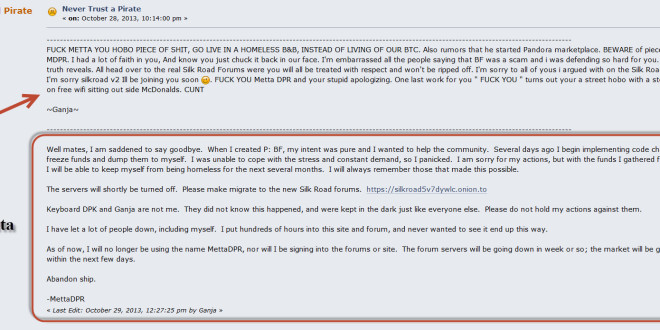 Pirate
Never Trust a Pirate
« on: October 28, 2013, 10:14:00 pm »
FUCK METTA YOU HOBO PIECE OF SHIT, GO LIVE IN A HOMELESS B&B, INSTEAD OF LIVING OF OUR BTC. Also rumors that he started Pandora marketplace. BEWARE of piece
MDPR. I had a lot of faith in you, And you just chuck it back in our face. I'm embarrassed all the people saying that BF was a scam and i was defending so hard for you.
truth reveals. All head over to the real Silk Road Forums were you will all be treated with respect and won't be ripped off. I'm sorry to all of yous i argued with on the Silk Roa
I'm sorry silkroad v2 Ill be joining you soon . FUCK YOU Metta DPR and your stupid apologizing. One last work for you " FUCK YOU " turns out your a street hobo with a st
on free wifi sitting out side McDonalds. CUNT
~Ganja~
Well mates, I am saddened to say goodbye. When I created P: BF, my intent was pure and I wanted to help the community. Several days ago I begin implementing code ch
freeze funds and dump them to myself. I was unable to cope with the stress and constant demand, so I panicked. I am sorry for my actions, but with the funds I gathered f
I will be able to keep myself from being homeless for the next several months. I will always remember those that made this possible.
The servers will shortly be turned off. Please make migrate to the new Silk Road forums. https://silkroad5v7dywlc.onion.to
ta
Keyboard DPK and Ganja are not me. They did not know this happened, and were kept in the dark just like everyone else. Please do not hold my actions against them.
I have let a lot of people down, including myself. I put hundreds of hours into this site and forum, and never wanted to see it end up this way.
As of now, I will no longer be using the name MettaDPR, nor will I be signing into the forums or site. The forum servers will be going down in week or so; the market will be g
within the next few days.
Abandon ship.
-MettaDPR
« Last Edit: October 29, 2013, 12:27:25 pm by Ganja »